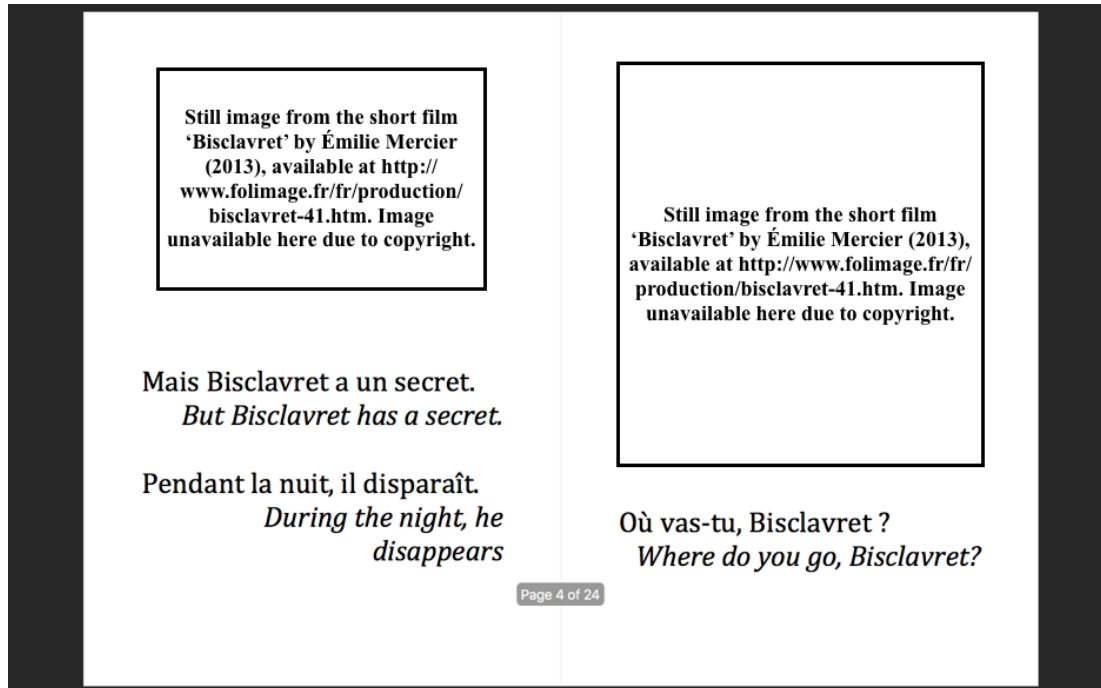 Still image from the short film
‘Bisclavret’ by Émilie Mercier
(2013), available at http://
www.folimage.fr/fr/production/
bisclavret-41.htm. Image
unavailable here due to copyright.
Mais Bisclavret a un secret.
But Bisclavret has a secret.
Pendant la nuit, il disparaît.
During the night, he
disappears
Still image from the short film
‘Bisclavret’ by Émilie Mercier (2013),
available at http://www.folimage.fr/fr/
production/bisclavret-41.htm. Image
unavailable here due to copyright.
Où vas-tu, Bisclavret ?
Where do you go, Bisclavret?
Page 4 of 24